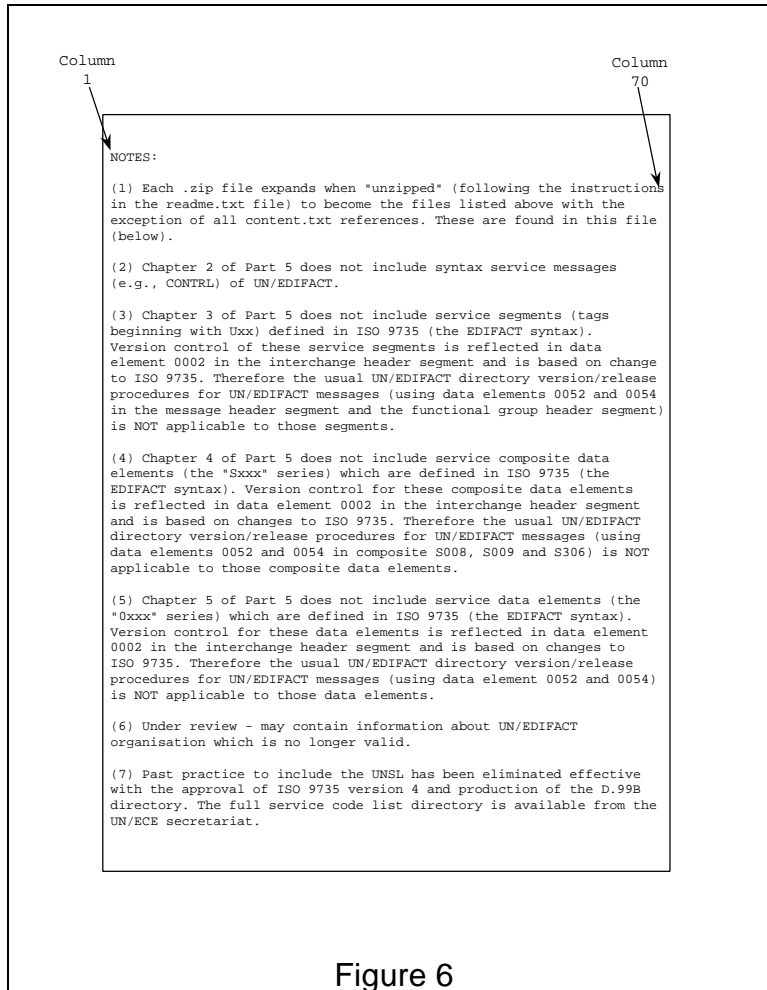 Column Column
1 70
NOTES:
(1) Each .zip file expands when "unzipped" (following the instructions
in the readme.txt file) to become the files listed above with the
exception of all content.txt references. These are found in this file
(below).
(2) Chapter 2 of Part 5 does not include syntax service messages
(e.g., CONTRL) of UN/EDIFACT.
(3) Chapter 3 of Part 5 does not include service segments (tags
beginning with Uxx) defined in ISO 9735 (the EDIFACT syntax).
Version control of these service segments is reflected in data
element 0002 in the interchange header segment and is based on change
to ISO 9735. Therefore the usual UN/EDIFACT directory version/release
procedures for UN/EDIFACT messages (using data elements 0052 and 0054
in the message header segment and the functional group header segment)
is NOT applicable to those segments.
(4) Chapter 4 of Part 5 does not include service composite data
elements (the "Sxxx" series) which are defined in ISO 9735 (the
EDIFACT syntax). Version control for these composite data elements
is reflected in data element 0002 in the interchange header segment
and is based on changes to ISO 9735. Therefore the usual UN/EDIFACT
directory version/release procedures for UN/EDIFACT messages (using
data elements 0052 and 0054 in composite S008, S009 and S306) is NOT
applicable to those composite data elements.
(5) Chapter 5 of Part 5 does not include service data elements (the
"0xxx" series) which are defined in ISO 9735 (the EDIFACT syntax).
Version control for these data elements is reflected in data element
0002 in the interchange header segment and is based on changes to
ISO 9735. Therefore the usual UN/EDIFACT directory version/release
procedures for UN/EDIFACT messages (using data element 0052 and 0054)
is NOT applicable to those data elements.
(6) Under review - may contain information about UN/EDIFACT
organisation which is no longer valid.
(7) Past practice to include the UNSL has been eliminated effective
with the approval of ISO 9735 version 4 and production of the D.99B
directory. The full service code list directory is available from the
UN/ECE secretariat.
Figure 6